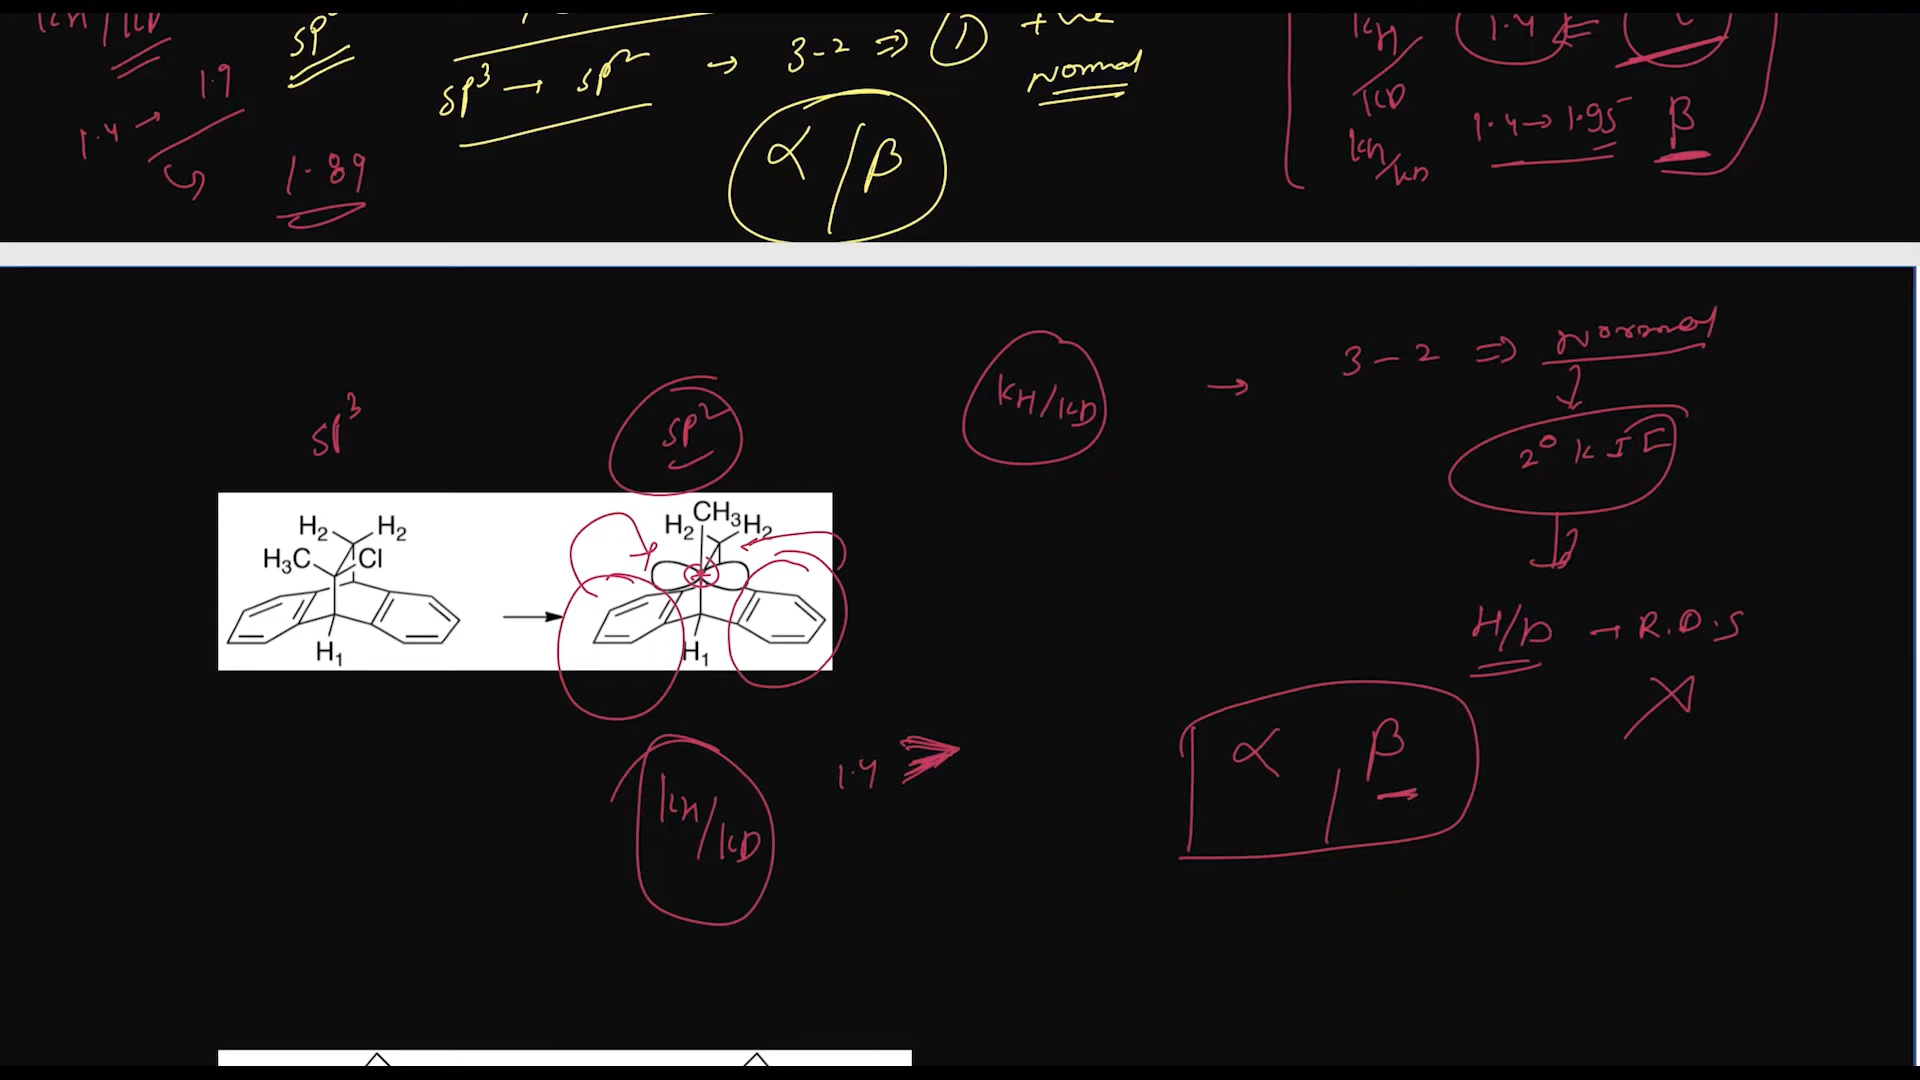 KH/KD
SP²
SP³ → SP²
→ 3-2 ⇒ 1
+ve
Normal
1.4 → 1.9
1.89
α / β
KH/KD
1.4
KH/KD 1.4 → 1.95 β
SP³
SP²
KH/KD → 3-2 ⇒ Normal
2° KIE
H₂ H₂
H₃C Cl
H₁
CH₃
H₂ H₂
H₁
H/D → R.D.S
KH/KD
1.4
α / β